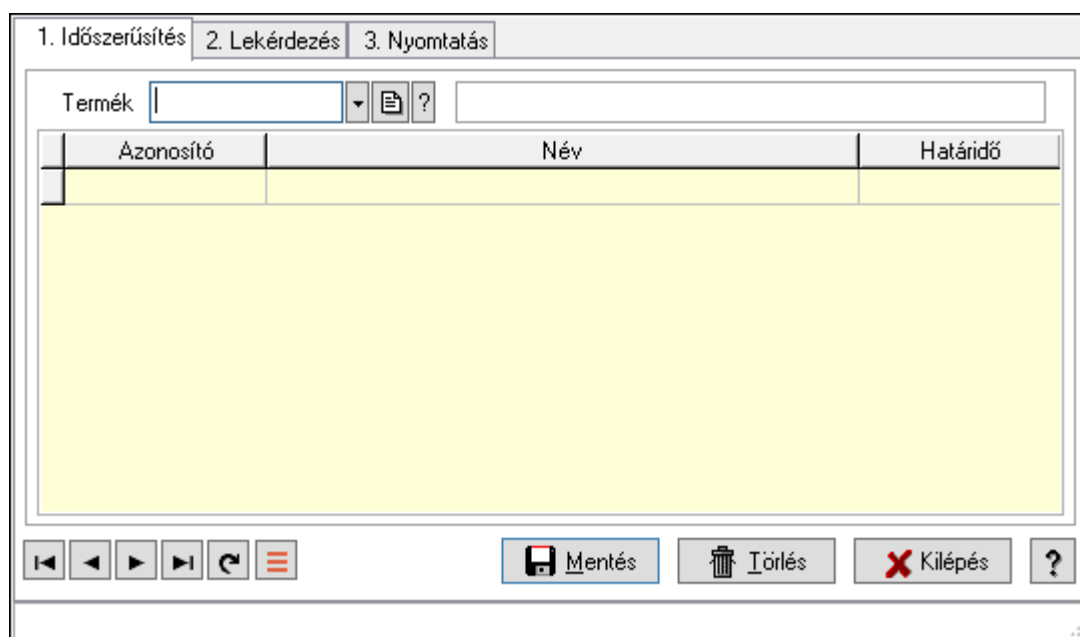 1. Időszerűsítés 2. Lekérdezés 3. Nyomtatás
Termék ?
Azonosító Név Határidő
Mentés Törlés Kilépés ?